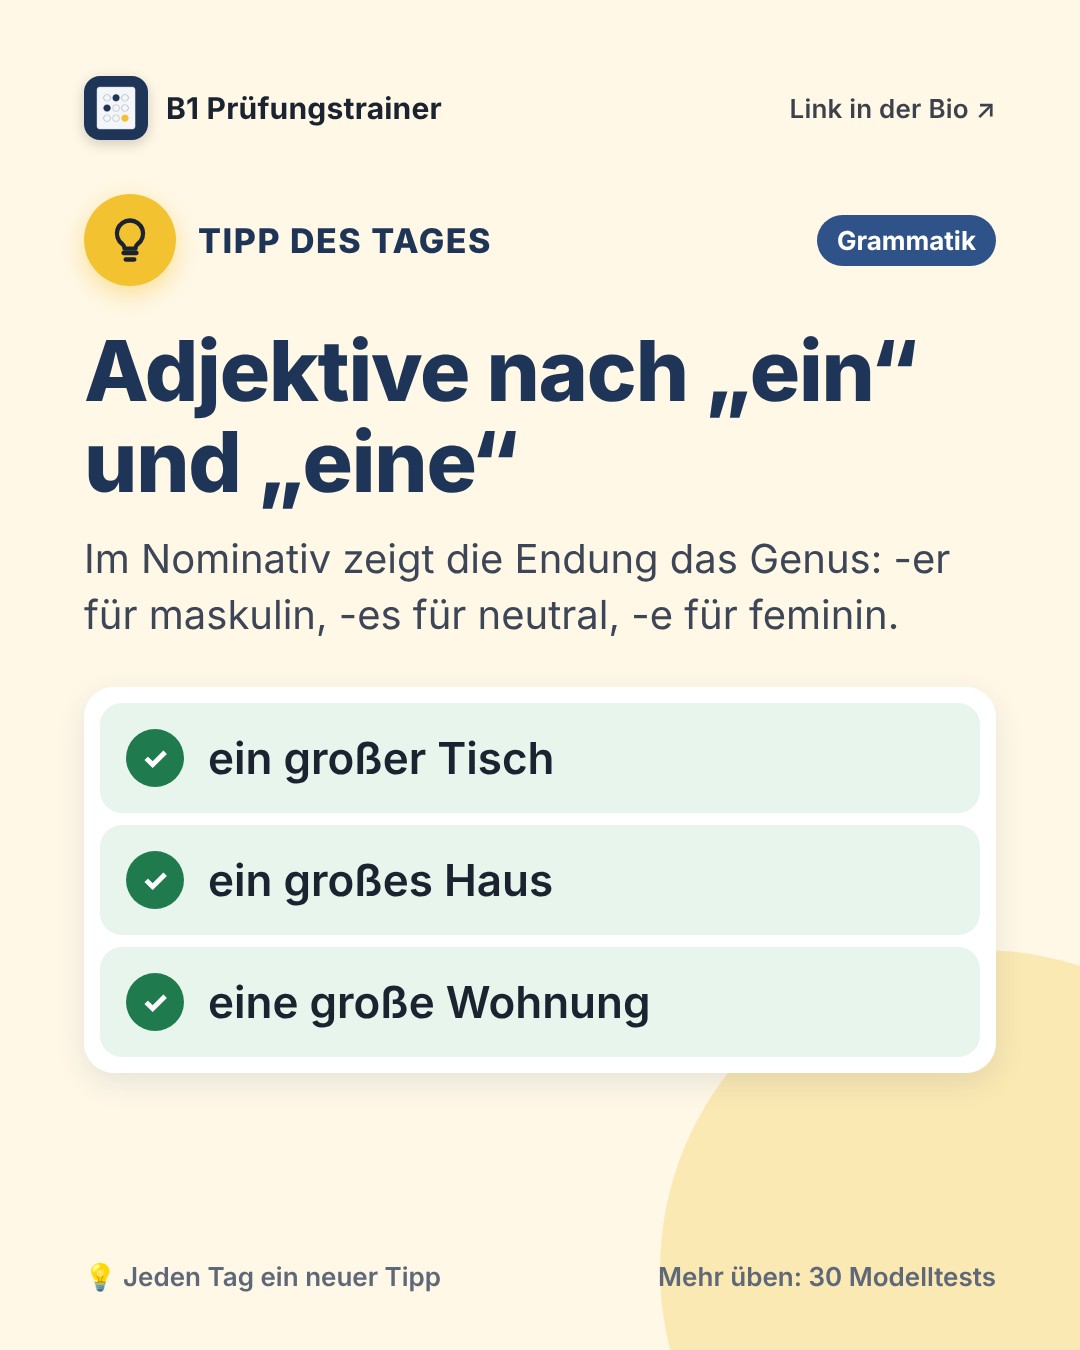 B1 Prüfungstrainer
Link in der Bio ↗
TIPP DES TAGES
Grammatik
Adjektive nach „ein“
und „eine“
Im Nominativ zeigt die Endung das Genus: -er
für maskulin, -es für neutral, -e für feminin.
ein großer Tisch
ein großes Haus
eine große Wohnung
💡 Jeden Tag ein neuer Tipp
Mehr üben: 30 Modelltests